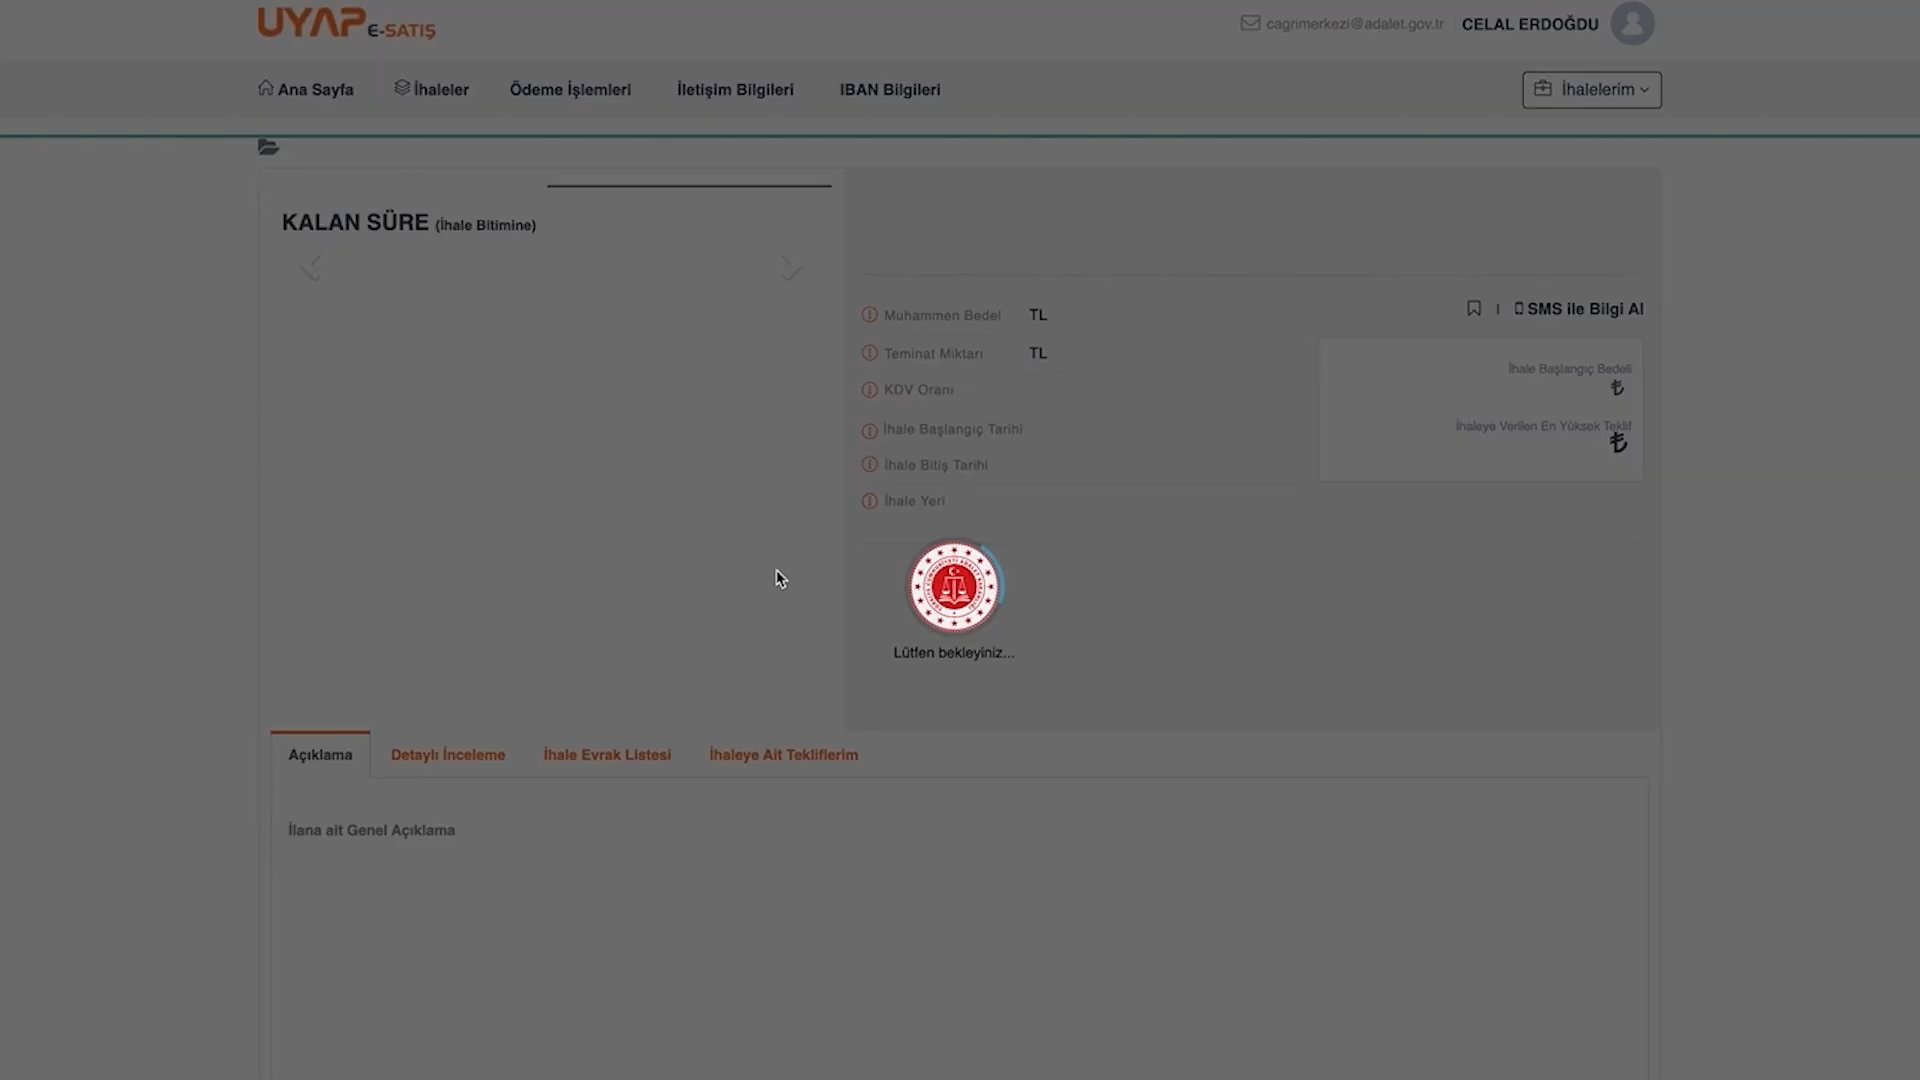 UYAP E-SATIŞ
cagrimerkezi@adalet.gov.tr
CELAL ERDOĞDU
Ana Sayfa
İhaleler
Ödeme İşlemleri
İletişim Bilgileri
IBAN Bilgileri
İhalelerim
KALAN SÜRE (İhale Bitimine)
Muhammen Bedel TL
Teminat Miktarı TL
KDV Oranı
İhale Başlangıç Tarihi
İhale Bitiş Tarihi
İhale Yeri
SMS ile Bilgi Al
İhale Başlangıç Bedeli
₺
İhaleye Verilen En Yüksek Teklif
₺
Lütfen bekleyiniz...
Açıklama
Detaylı İnceleme
İhale Evrak Listesi
İhaleye Ait Tekliflerim
İlana ait Genel Açıklama